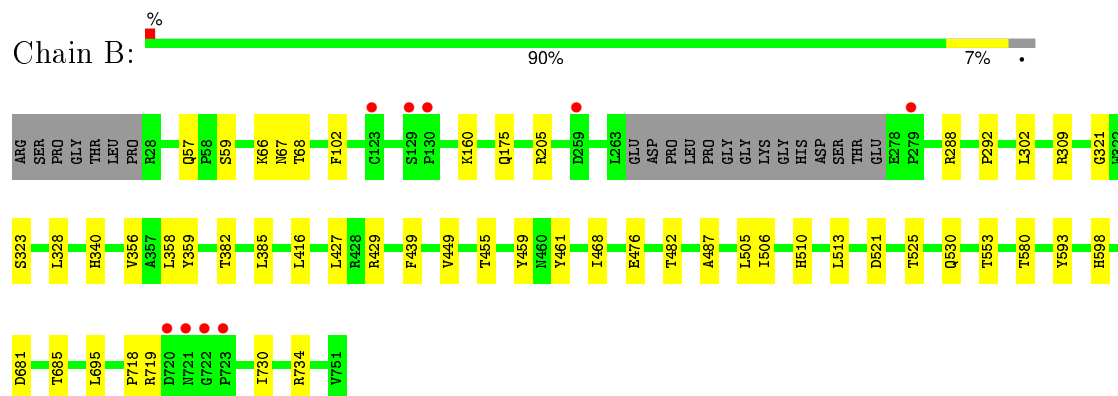 %
Chain B:
90% 7% •
ARG SER PRO GLY THR LEU PRO R28 Q57 P58 S59 K66 N67 T68 F102 C123 S129 P130 K160 Q175 R205 D259 L263 GLU ASP PRO LEU PRO GLY GLY LYS GLY HIS ASP SER THR GLU E278 P279 R288 P292 L302 R309 G321 W322
S323 L328 H340 V356 A357 L358 Y359 T382 L385 L416 L427 R428 R429 F439 V449 T455 Y459 N460 Y461 I468 E476 T482 A487 L505 I506 H510 L513 D521 T525 Q530 T553 T580 Y593 H598
D681 T685 L695 P718 R719 D720 N721 G722 P723 I730 R734 V751